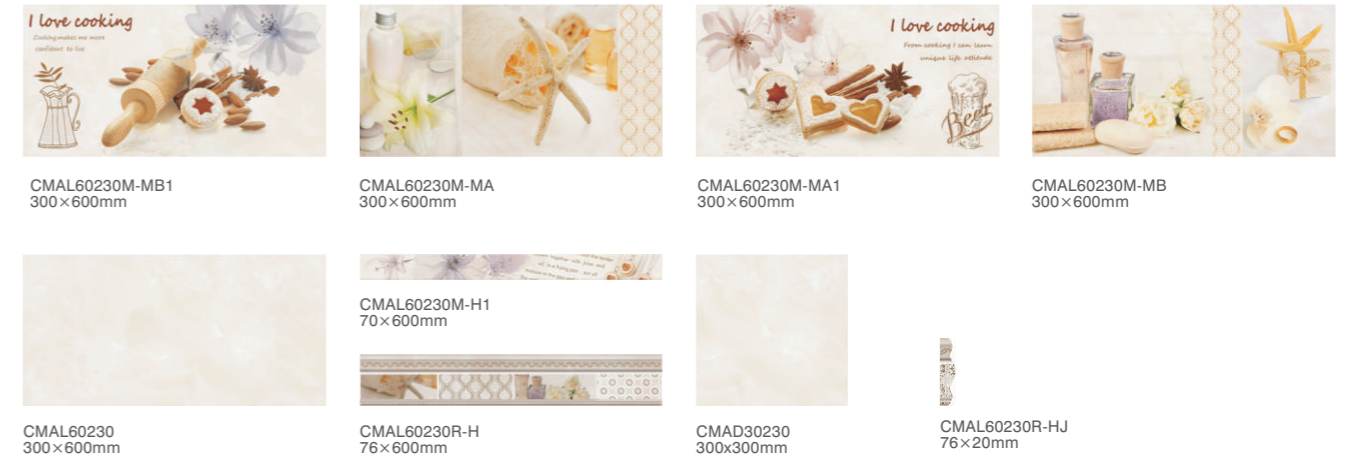 I love cooking
Cooking makes me more
confident to live
I love cooking
From cooking I can learn
unique life attitude
Beer
CMAL60230M-MB1
300×600mm
CMAL60230M-MA
300×600mm
CMAL60230M-MA1
300×600mm
CMAL60230M-MB
300×600mm
CMAL60230M-H1
70×600mm
CMAL60230
300×600mm
CMAL60230R-H
76×600mm
CMAD30230
300x300mm
CMAL60230R-HJ
76×20mm